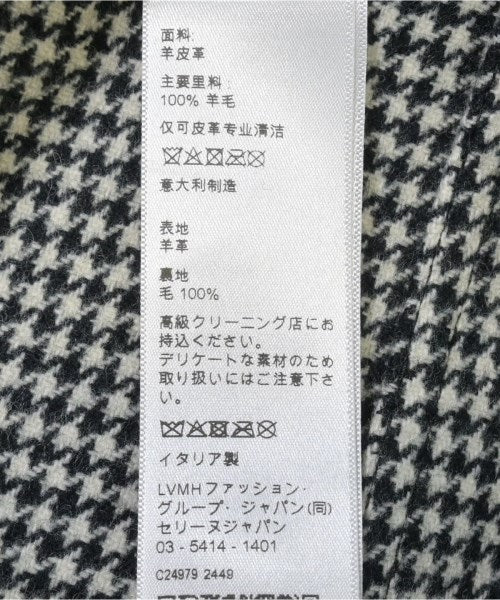 面料:
羊皮革
主要里料:
100% 羊毛
仅可皮革专业清洁
意大利制造
表地
羊革
裏地
毛 100%
高級クリーニング店にお
持込ください。
デリケートな素材のため
取り扱いにはご注意下さ
い。
イタリア製
LVMHファッション・
グループ・ジャパン(同)
セリーヌジャパン
03 - 5414 - 1401
C24979 2449